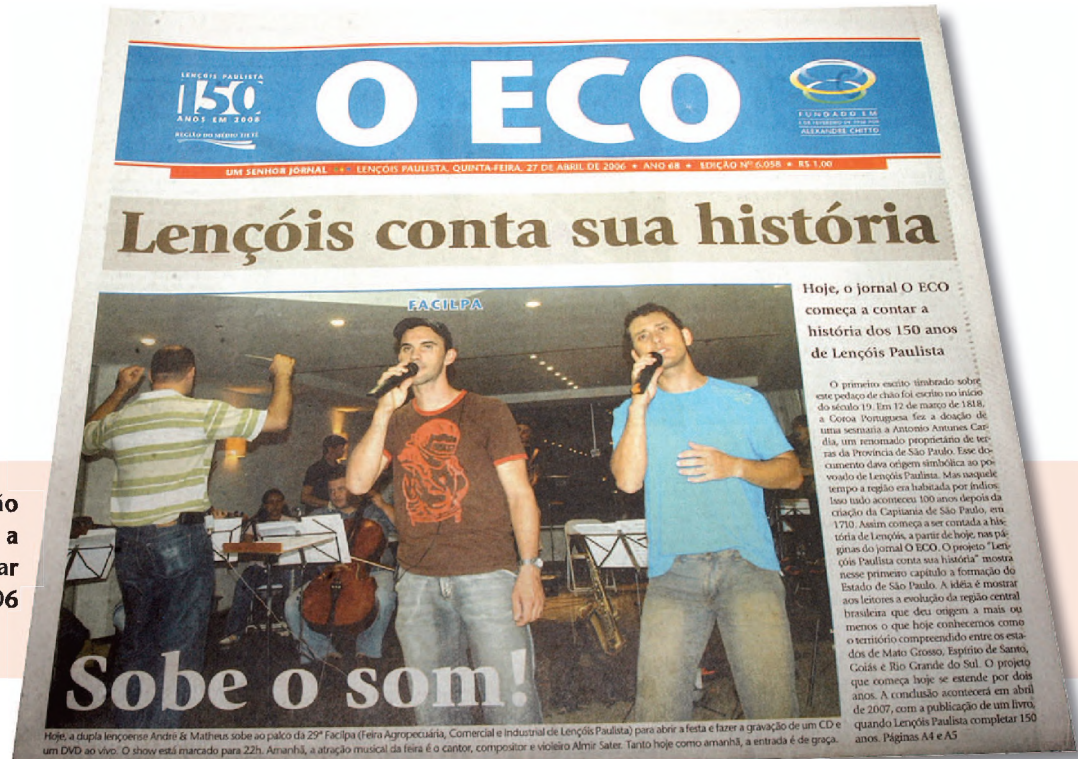 LENÇÓIS PAULISTA
150
ANOS EM 2008
REGIÃO DO MÉDIO TIETÊ
O ECO
FUNDADO EM
ALEXANDRE CHITTO
UM SENHOR JORNAL LENÇÓIS PAULISTA, QUINTA-FEIRA, 27 DE ABRIL DE 2006 • ANO 68 • EDIÇÃO Nº 6.058 • R$ 1,00
Lençóis conta sua história
FACILPA
Sobe o som!
Hoje, a dupla lençoense André & Matheus sobe ao palco da 29ª Facilpa (Feira Agropecuária, Comercial e Industrial de Lençóis Paulista) para abrir a festa e fazer a gravação de um CD e
um DVD ao vivo. O show está marcado para 22h. Amanhã, a atração musical da feira é o cantor, compositor e violeiro Almir Sater. Tanto hoje como amanhã, a entrada é de graça.
Hoje, o jornal O ECO
começa a contar a
história dos 150 anos
de Lençóis Paulista
O primeiro escrito timbrado sobre
este pedaço de chão foi escrito no início
do século 19. Em 12 de março de 1818,
a Coroa Portuguesa fez a doação de
uma sesmaria a Antonio Antunes Car-
dia, um renomado proprietário de ter-
ras da Província de São Paulo. Esse do-
cumento dava origem simbólica ao po-
voado de Lençóis Paulista. Mas naquele
tempo a região era habitada por índios.
Isso tudo aconteceu 100 anos depois da
criação da Capitania de São Paulo, em
1710. Assim começa a ser contada a his-
tória de Lençóis, a partir de hoje, nas pá-
ginas do jornal O ECO. O projeto "Len-
çóis Paulista conta sua história" mostra
nesse primeiro capítulo a formação do
Estado de São Paulo. A idéia é mostrar
aos leitores a evolução da região central
brasileira que deu origem a mais ou
menos o que hoje conhecemos como
o território compreendido entre os esta-
dos de Mato Grosso, Espírito de Santo,
Goiás e Rio Grande do Sul. O projeto
que começa hoje se estende por dois
anos. A conclusão acontecerá em abril
de 2007, com a publicação de um livro,
quando Lençóis Paulista completar 150
anos. Páginas A4 e A5
ão
a
ar
06